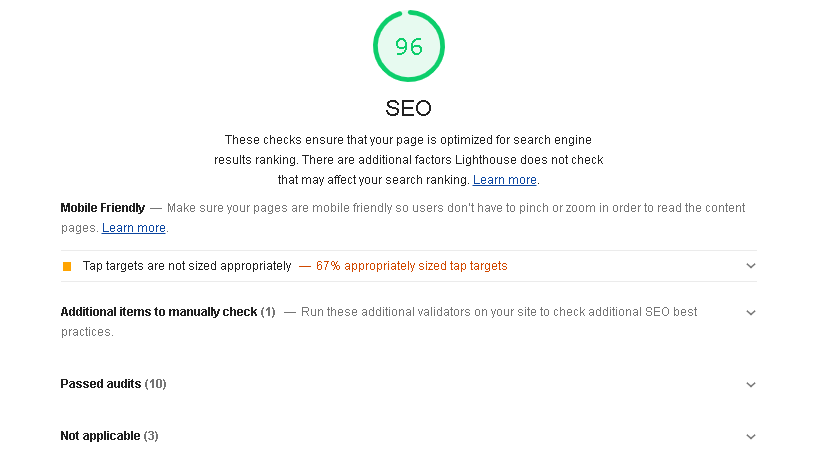 96
SEO
These checks ensure that your page is optimized for search engine
results ranking. There are additional factors Lighthouse does not check
that may affect your search ranking. Learn more.
Mobile Friendly — Make sure your pages are mobile friendly so users don't have to pinch or zoom in order to read the content
pages. Learn more.
Tap targets are not sized appropriately — 67% appropriately sized tap targets
Additional items to manually check (1) — Run these additional validators on your site to check additional SEO best
practices.
Passed audits (10)
Not applicable (3)